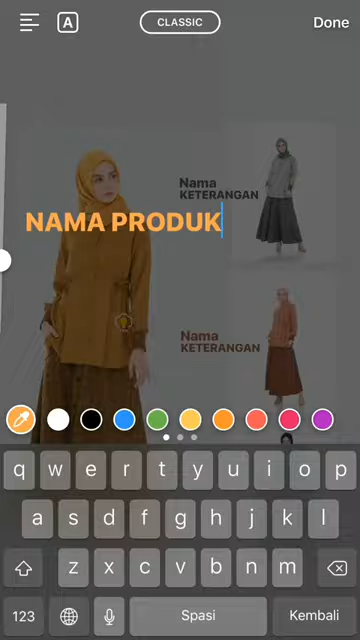 A
CLASSIC
Done
Nama
KETERANGAN
NAMA PRODUK
Nama
KETERANGAN
q w e r t y u i o p
a s d f g h j k l
z x c v b n m
123
Spasi
Kembali